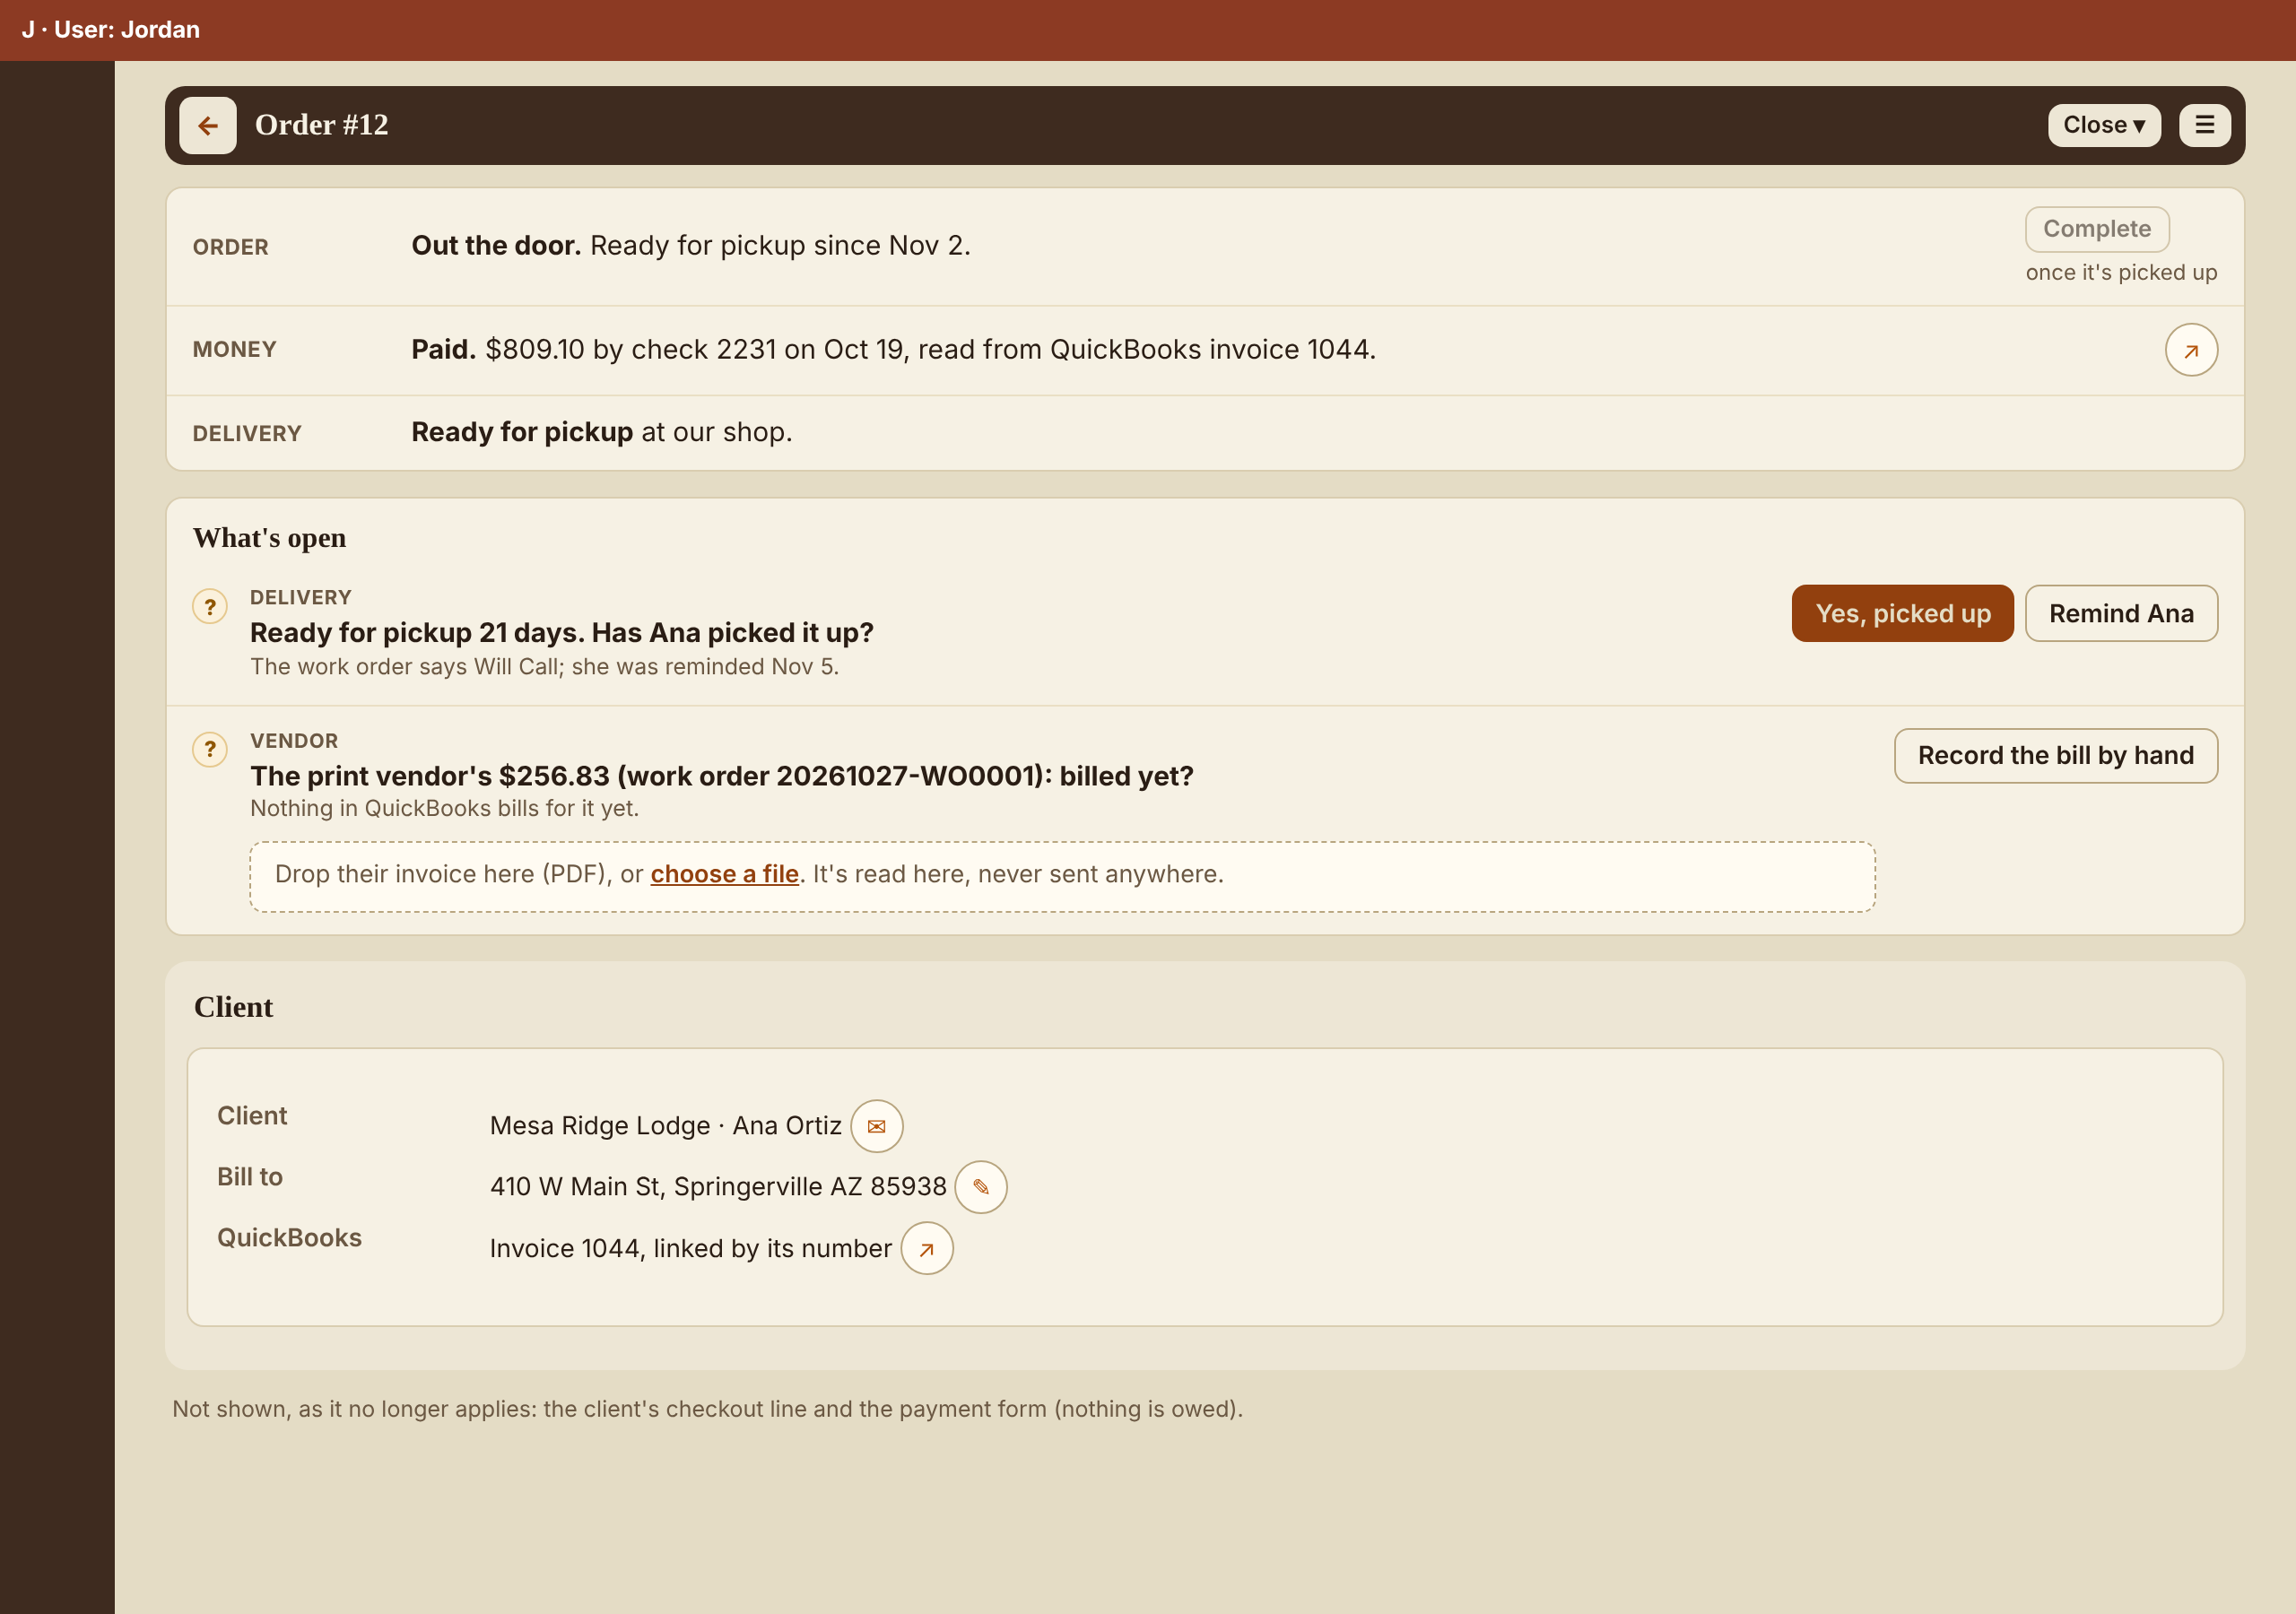 J · User: Jordan
← Order #12
Close ▾ ☰
ORDER Out the door. Ready for pickup since Nov 2. Complete
once it's picked up
MONEY Paid. $809.10 by check 2231 on Oct 19, read from QuickBooks invoice 1044. ↗
DELIVERY Ready for pickup at our shop.
What's open
? DELIVERY
Ready for pickup 21 days. Has Ana picked it up?
The work order says Will Call; she was reminded Nov 5.
Yes, picked up Remind Ana
? VENDOR
The print vendor's $256.83 (work order 20261027-WO0001): billed yet?
Nothing in QuickBooks bills for it yet.
Record the bill by hand
Drop their invoice here (PDF), or choose a file. It's read here, never sent anywhere.
Client
Client Mesa Ridge Lodge · Ana Ortiz ✉
Bill to 410 W Main St, Springerville AZ 85938 ✎
QuickBooks Invoice 1044, linked by its number ↗
Not shown, as it no longer applies: the client's checkout line and the payment form (nothing is owed).